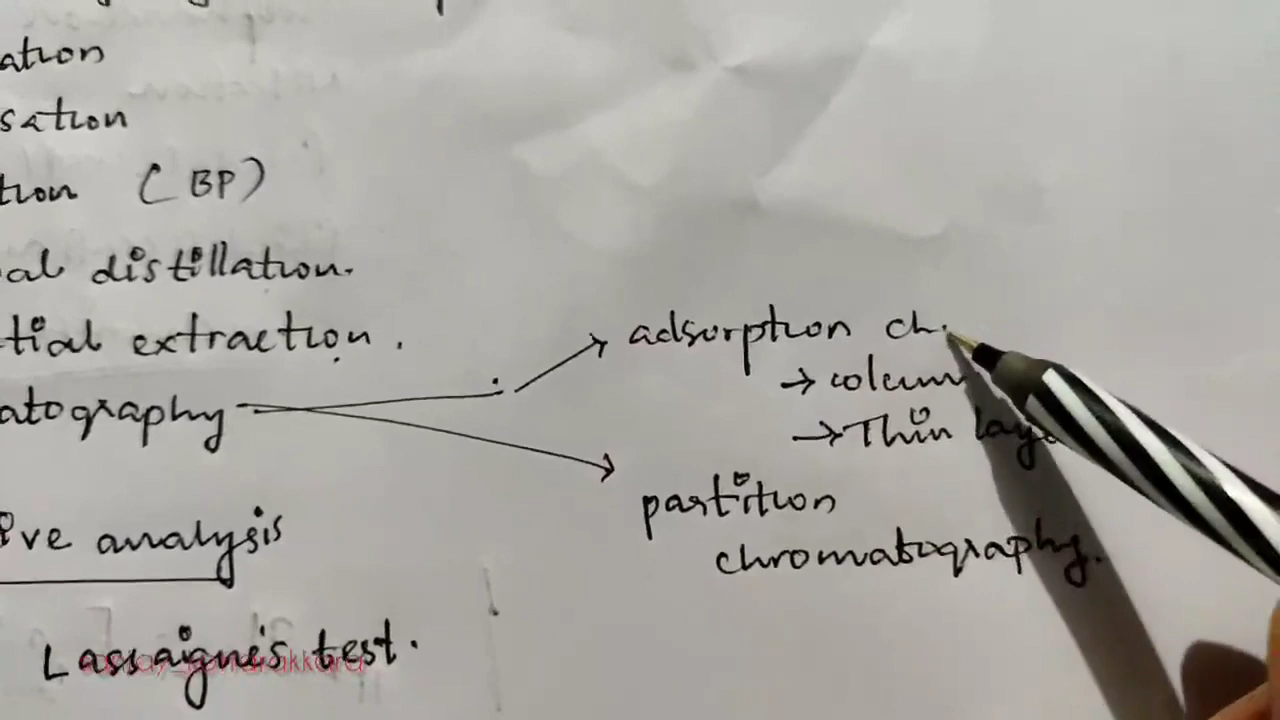 ation
sation
tion (BP)
al distillation.
tial extraction.
adsorption ch.
→ column
→ Thin laye
atography
partition
chromatography.
ive analysis
Lassaigne's test.